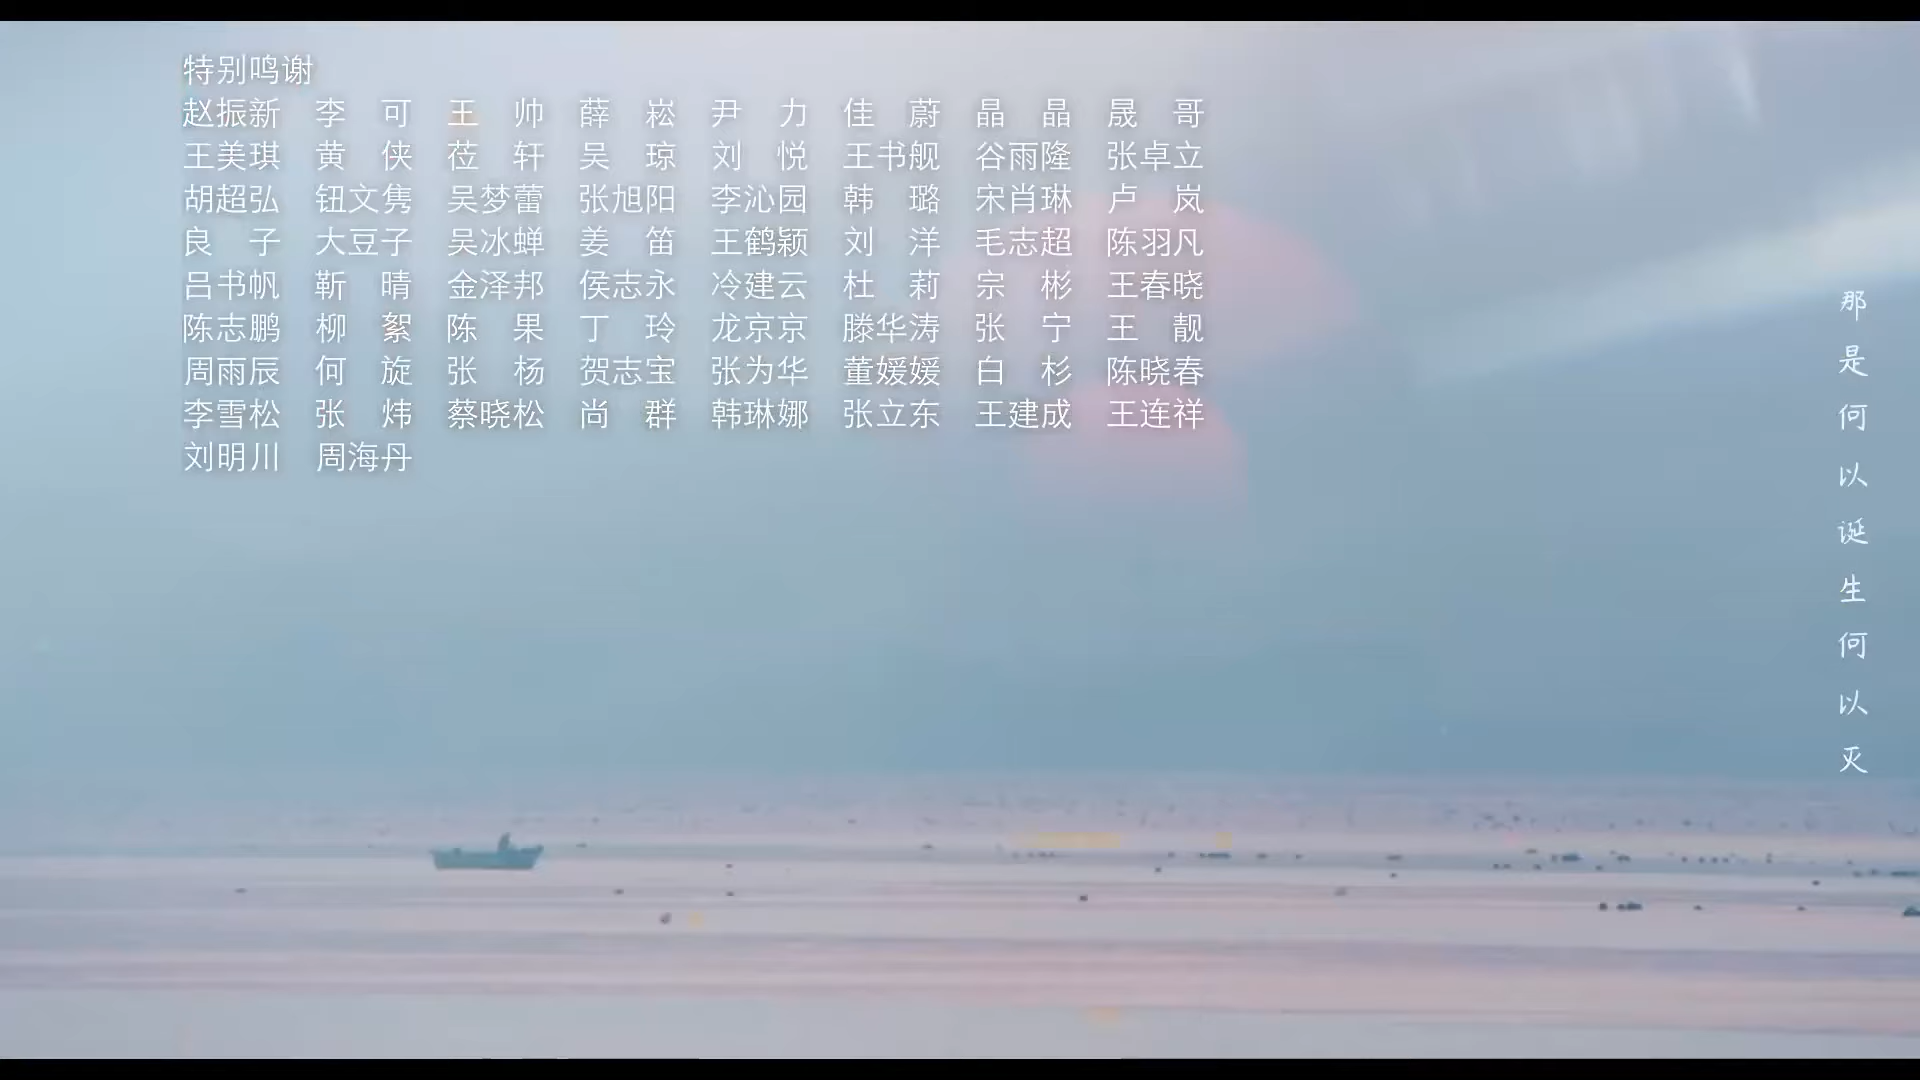 特别鸣谢
赵振新 李 可 王 帅 薛 崧 尹 力 佳 蔚 晶 晶 晟 哥
王美琪 黄 侠 莅 轩 吴 琼 刘 悦 王书舰 谷雨隆 张卓立
胡超弘 钮文隽 吴梦蕾 张旭阳 李沁园 韩 璐 宋肖琳 卢 岚
良 子 大豆子 吴冰蝉 姜 笛 王鹤颖 刘 洋 毛志超 陈羽凡
吕书帆 靳 晴 金泽邦 侯志永 冷建云 杜 莉 宗 彬 王春晓
陈志鹏 柳 絮 陈 果 丁 玲 龙京京 滕华涛 张 宁 王 靓
周雨辰 何 旋 张 杨 贺志宝 张为华 董媛媛 白 杉 陈晓春
李雪松 张 炜 蔡晓松 尚 群 韩琳娜 张立东 王建成 王连祥
刘明川 周海丹
那是何以诞生何以灭